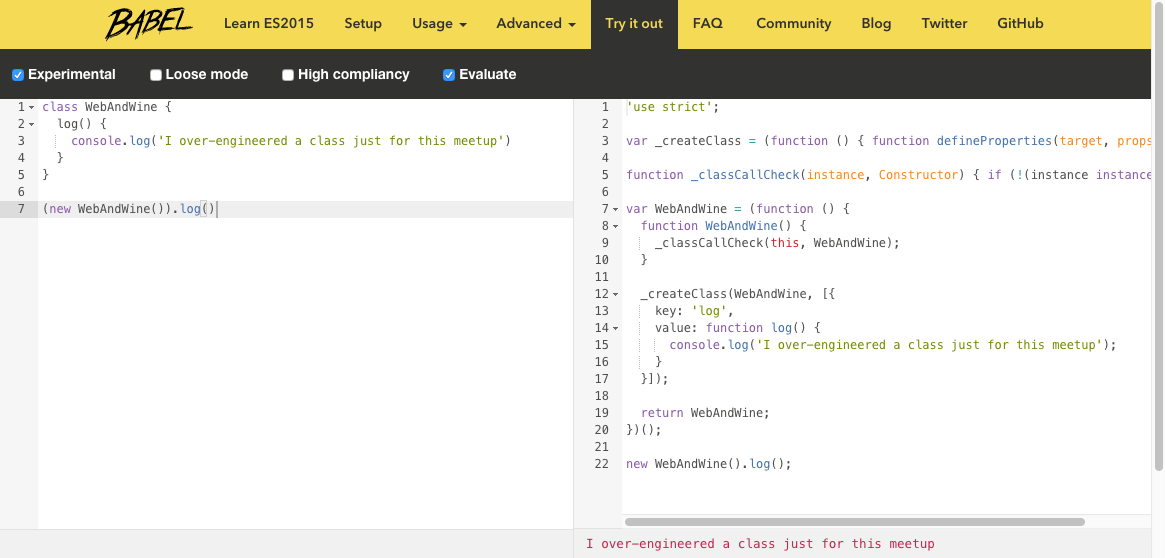 BABEL Learn ES2015 Setup Usage Advanced Try it out FAQ Community Blog Twitter GitHub
Experimental Loose mode High compliancy Evaluate
1 class WebAndWine {
2 log() {
3 console.log('I over-engineered a class just for this meetup')
4 }
5 }
6
7 (new WebAndWine()).log()
1 'use strict';
2
3 var _createClass = (function () { function defineProperties(target, props
4
5 function _classCallCheck(instance, Constructor) { if (!(instance instance
6
7 var WebAndWine = (function () {
8 function WebAndWine() {
9 _classCallCheck(this, WebAndWine);
10 }
11
12 _createClass(WebAndWine, [{
13 key: 'log',
14 value: function log() {
15 console.log('I over-engineered a class just for this meetup');
16 }
17 }]);
18
19 return WebAndWine;
20 })();
21
22 new WebAndWine().log();
I over-engineered a class just for this meetup